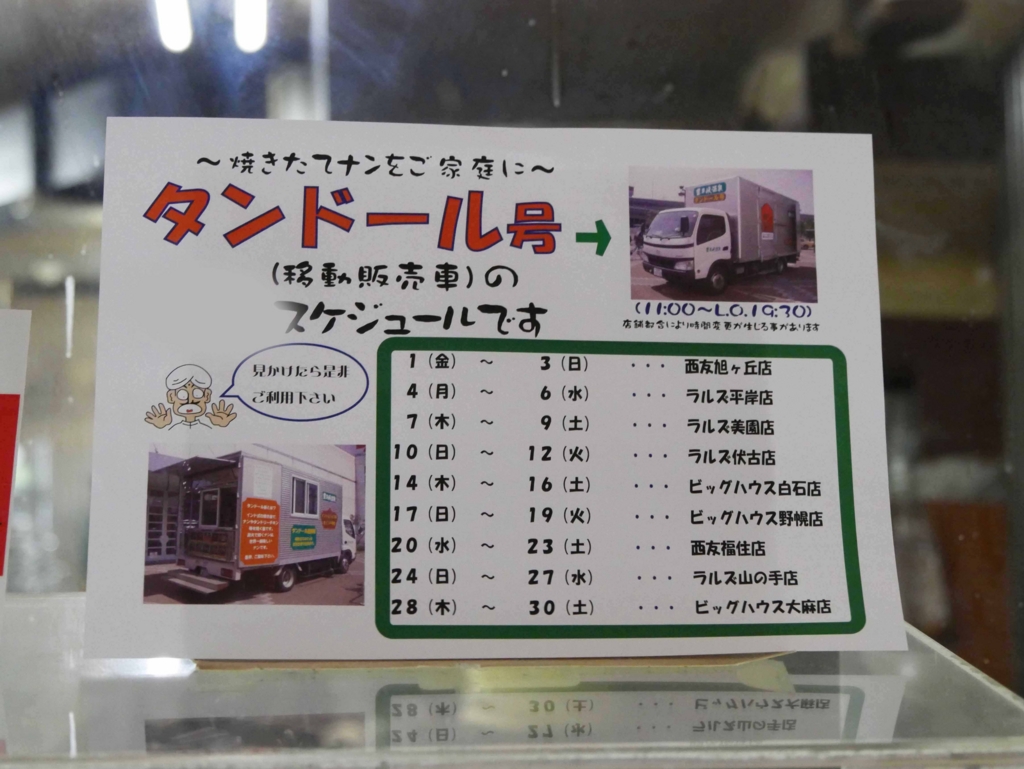 ～焼きたてナンをご家庭に～
タンドール号→
(移動販売車)の
スケジュールです
(11:00～L.O.19:30)
店舗都合により時間変更が生じる事があります
見かけたら是非
ご利用下さい
1（金）～ 3（日）・・・ 西友旭ヶ丘店
4（月）～ 6（水）・・・ ラルズ平岸店
7（木）～ 9（土）・・・ ラルズ美園店
10（日）～ 12（火）・・・ ラルズ伏古店
14（木）～ 16（土）・・・ ビッグハウス白石店
17（日）～ 19（火）・・・ ビッグハウス野幌店
20（水）～ 23（土）・・・ 西友福住店
24（日）～ 27（水）・・・ ラルズ山の手店
28（木）～ 30（土）・・・ ビッグハウス大麻店